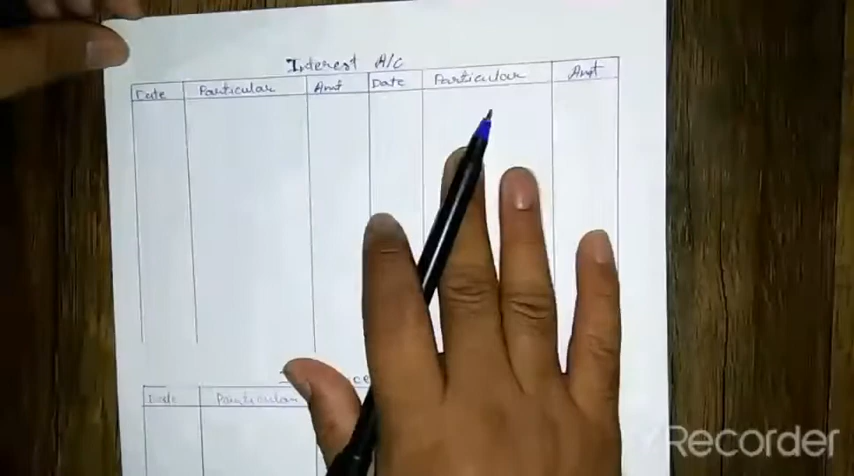 Interest A/C
Date Particular Amt Date Particular Amt
Date Particular
Recorder